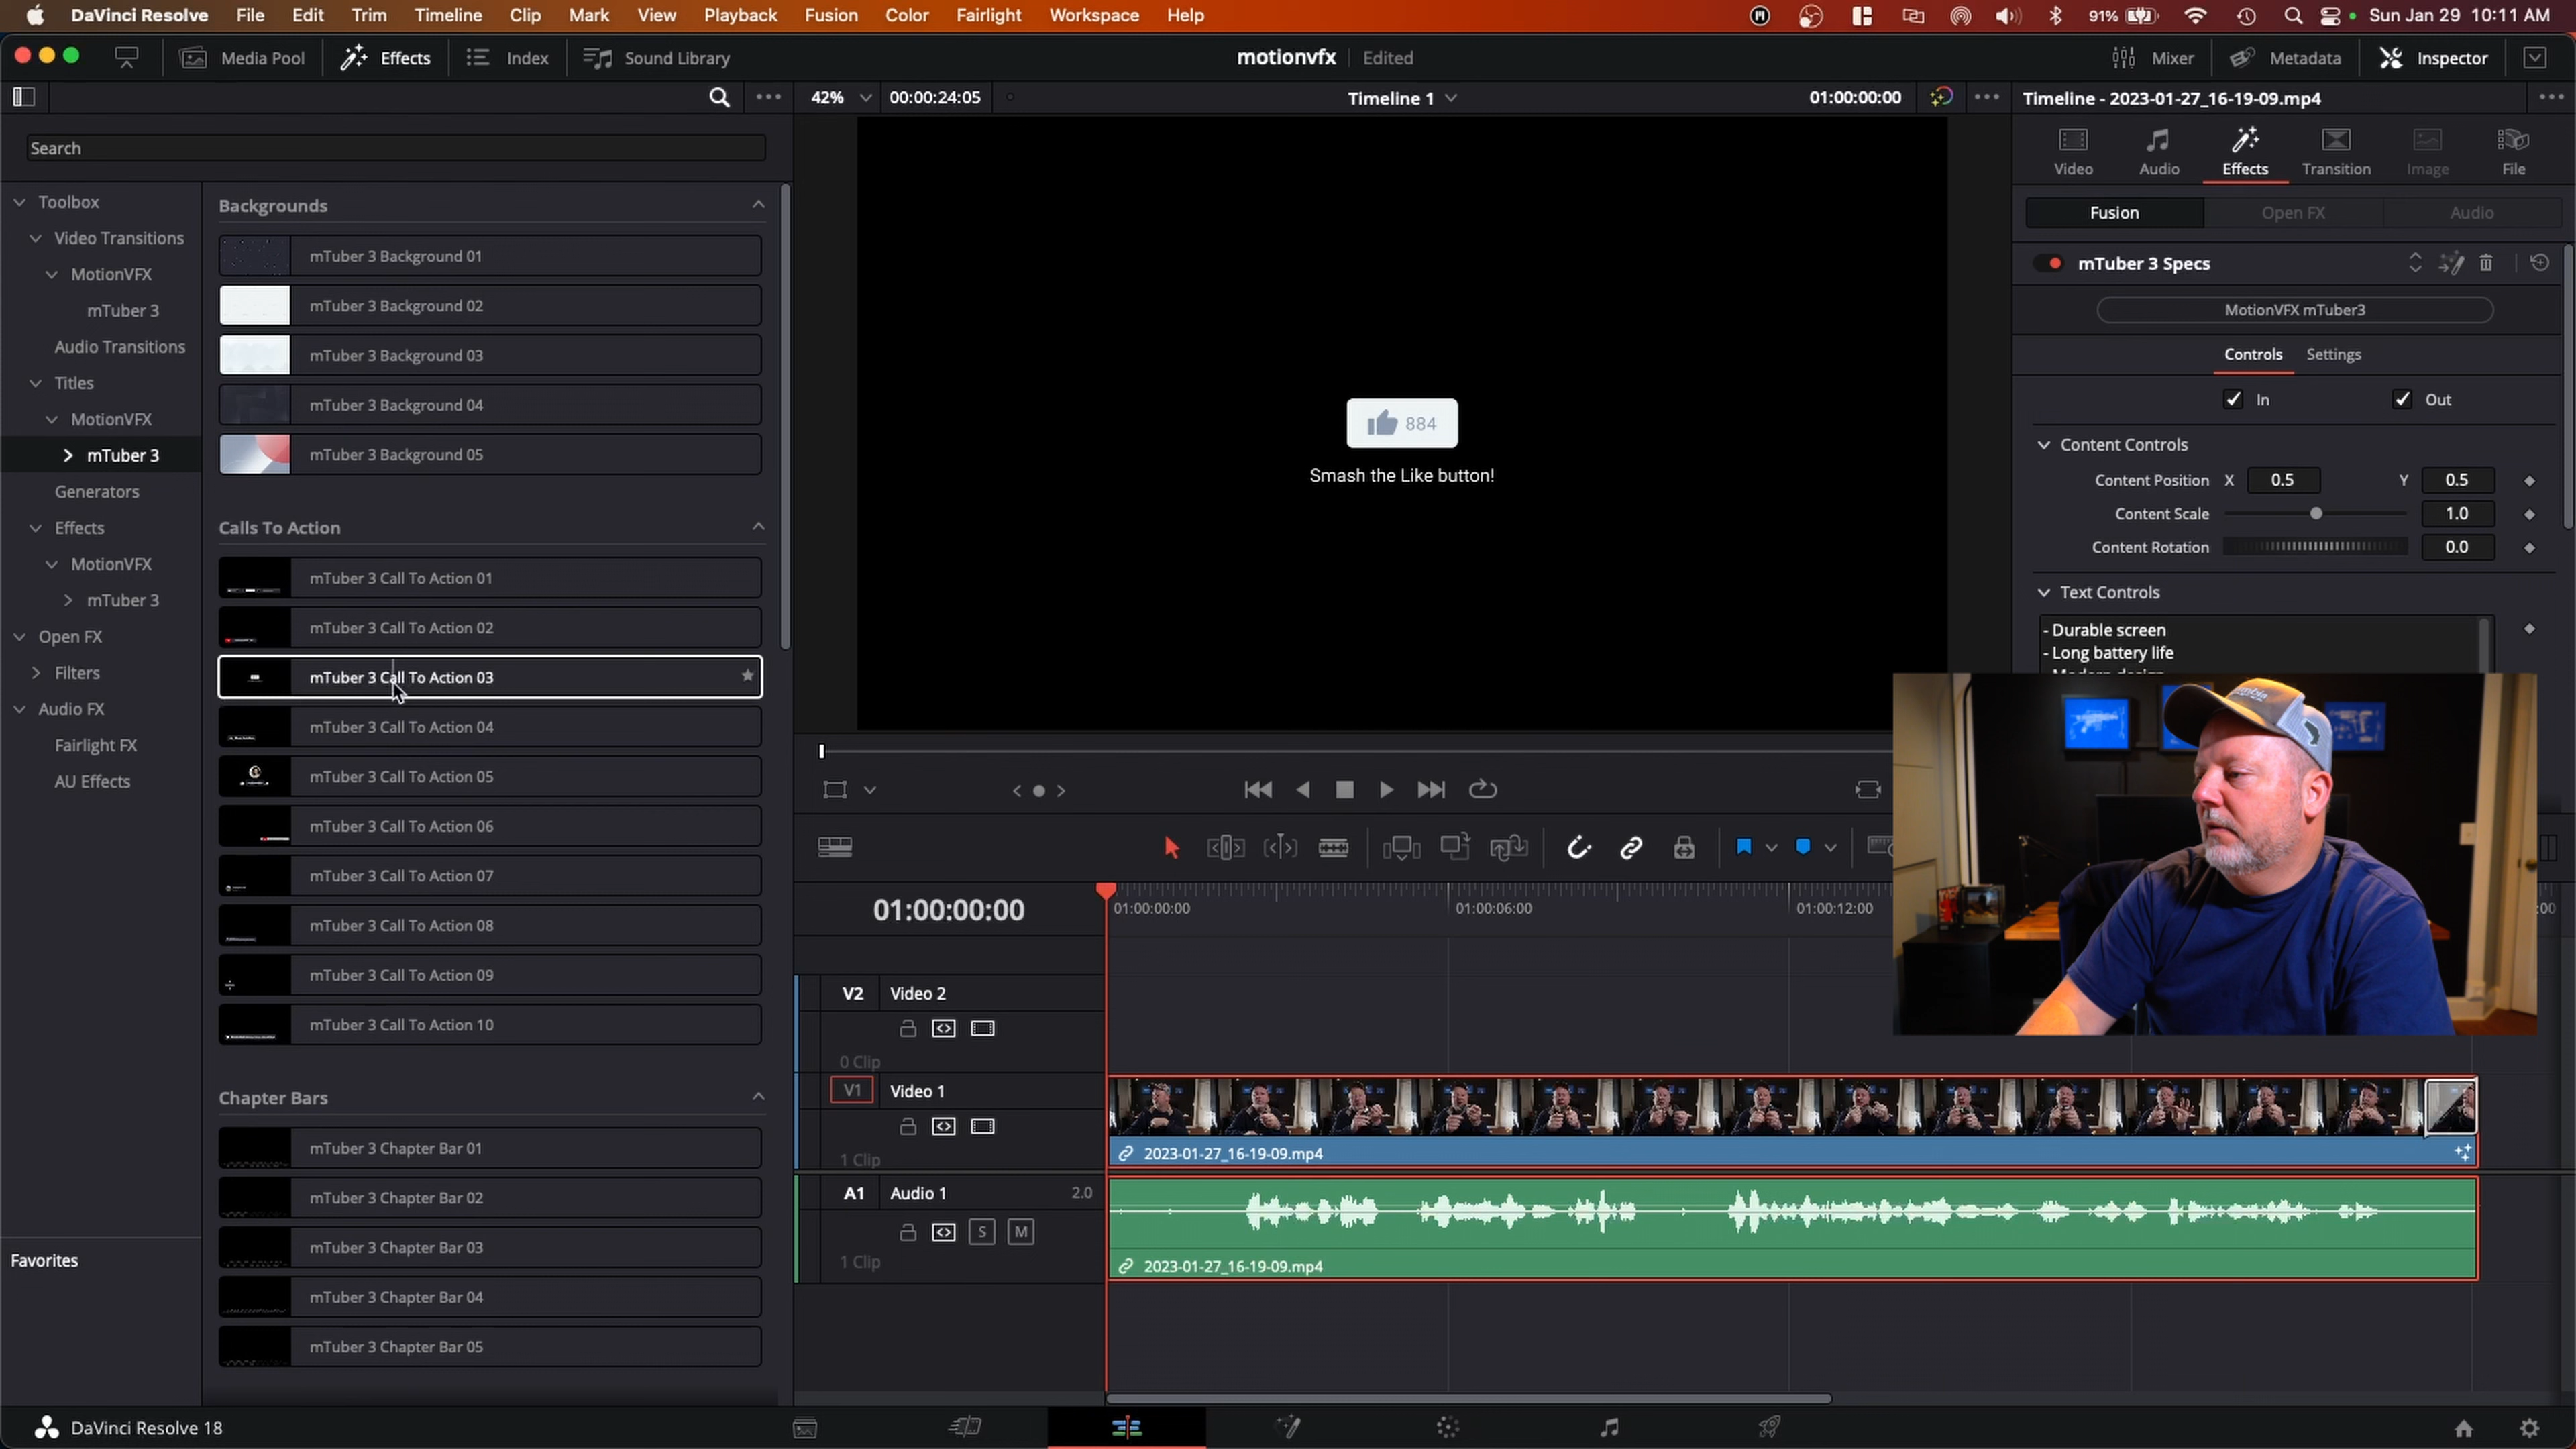 DaVinci Resolve File Edit Trim Timeline Clip Mark View Playback Fusion Color Fairlight Workspace Help 91% Sun Jan 29 10:11 AM
Media Pool Effects Index Sound Library motionvfx Edited Mixer Metadata Inspector
42% 00:00:24:05 Timeline 1 01:00:00:00 Timeline - 2023-01-27_16-19-09.mp4
Search
Toolbox
Video Transitions
MotionVFX
mTuber 3
Audio Transitions
Titles
MotionVFX
mTuber 3
Generators
Effects
MotionVFX
mTuber 3
Open FX
Filters
Audio FX
Fairlight FX
AU Effects
Favorites
Backgrounds
mTuber 3 Background 01
mTuber 3 Background 02
mTuber 3 Background 03
mTuber 3 Background 04
mTuber 3 Background 05
Calls To Action
mTuber 3 Call To Action 01
mTuber 3 Call To Action 02
mTuber 3 Call To Action 03
mTuber 3 Call To Action 04
mTuber 3 Call To Action 05
mTuber 3 Call To Action 06
mTuber 3 Call To Action 07
mTuber 3 Call To Action 08
mTuber 3 Call To Action 09
mTuber 3 Call To Action 10
Chapter Bars
mTuber 3 Chapter Bar 01
mTuber 3 Chapter Bar 02
mTuber 3 Chapter Bar 03
mTuber 3 Chapter Bar 04
mTuber 3 Chapter Bar 05
884
Smash the Like button!
Video Audio Effects Transition Image File
Fusion Open FX Audio
mTuber 3 Specs
MotionVFX mTuber3
Controls Settings
In Out
Content Controls
Content Position X 0.5 Y 0.5
Content Scale 1.0
Content Rotation 0.0
Text Controls
- Durable screen
- Long battery life
01:00:00:00 01:00:00:00 01:00:06:00 01:00:12:00 :00
V2 Video 2
0 Clip
V1 Video 1
1 Clip 2023-01-27_16-19-09.mp4
A1 Audio 1 2.0
S M
1 Clip 2023-01-27_16-19-09.mp4
DaVinci Resolve 18